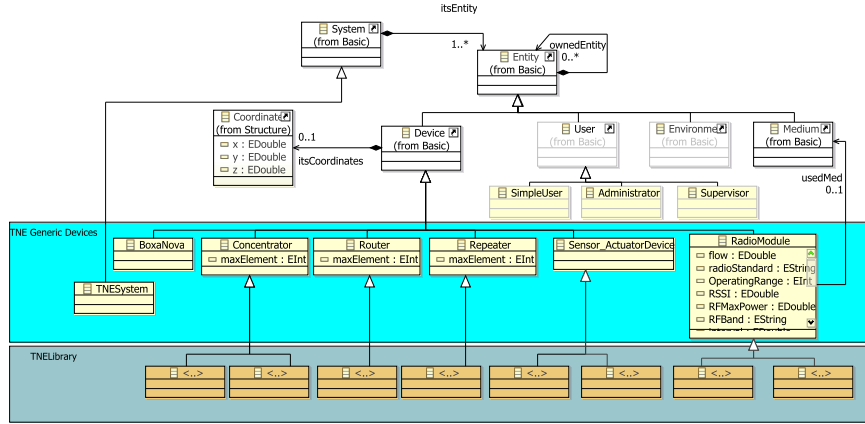 itsEntity
System
(from Basic)
1..*
ownedEntity
0..*
Entity
(from Basic)
Coordinate
(from Structure)
x : EDouble
y : EDouble
z : EDouble
0..1
itsCoordinates
Device
(from Basic)
User
(from Basic)
Environme
(from Basic)
Medium
(from Basic)
usedMed
0..1
SimpleUser
Administrator
Supervisor
TNE Generic Devices
BoxaNova
Concentrator
maxElement : EInt
Router
maxElement : EInt
Repeater
maxElement : EInt
Sensor_ActuatorDevice
RadioModule
flow : EDouble
radioStandard : EString
OperatingRange : EInt
RSSI : EDouble
RFMaxPower : EDouble
RFBand : EString
TNESystem
TNELibrary
<..>
<..>
<..>
<..>
<..>
<..>
<..>
<..>